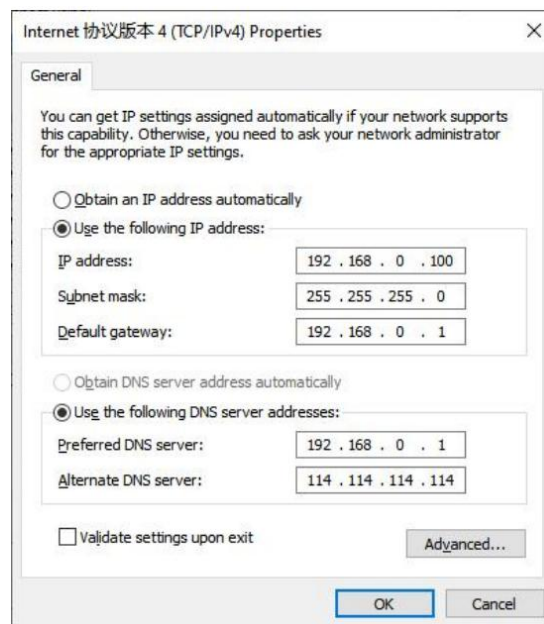 Internet 协议版本 4 (TCP/IPv4) Properties
General
You can get IP settings assigned automatically if your network supports
this capability. Otherwise, you need to ask your network administrator
for the appropriate IP settings.
Obtain an IP address automatically
Use the following IP address:
IP address: 192 . 168 . 0 . 100
Subnet mask: 255 . 255 . 255 . 0
Default gateway: 192 . 168 . 0 . 1
Obtain DNS server address automatically
Use the following DNS server addresses:
Preferred DNS server: 192 . 168 . 0 . 1
Alternate DNS server: 114 . 114 . 114 . 114
Validate settings upon exit
Advanced...
OK Cancel